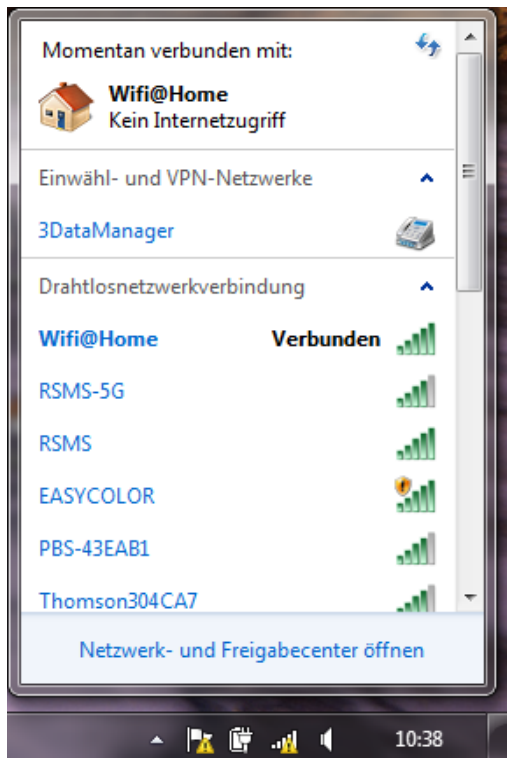 Momentan verbunden mit:
Wifi@Home
Kein Internetzugriff
Einwähl- und VPN-Netzwerke
3DataManager
Drahtlosnetzwerkverbindung
Wifi@Home Verbunden
RSMS-5G
RSMS
EASYCOLOR
PBS-43EAB1
Thomson304CA7
Netzwerk- und Freigabecenter öffnen
10:38